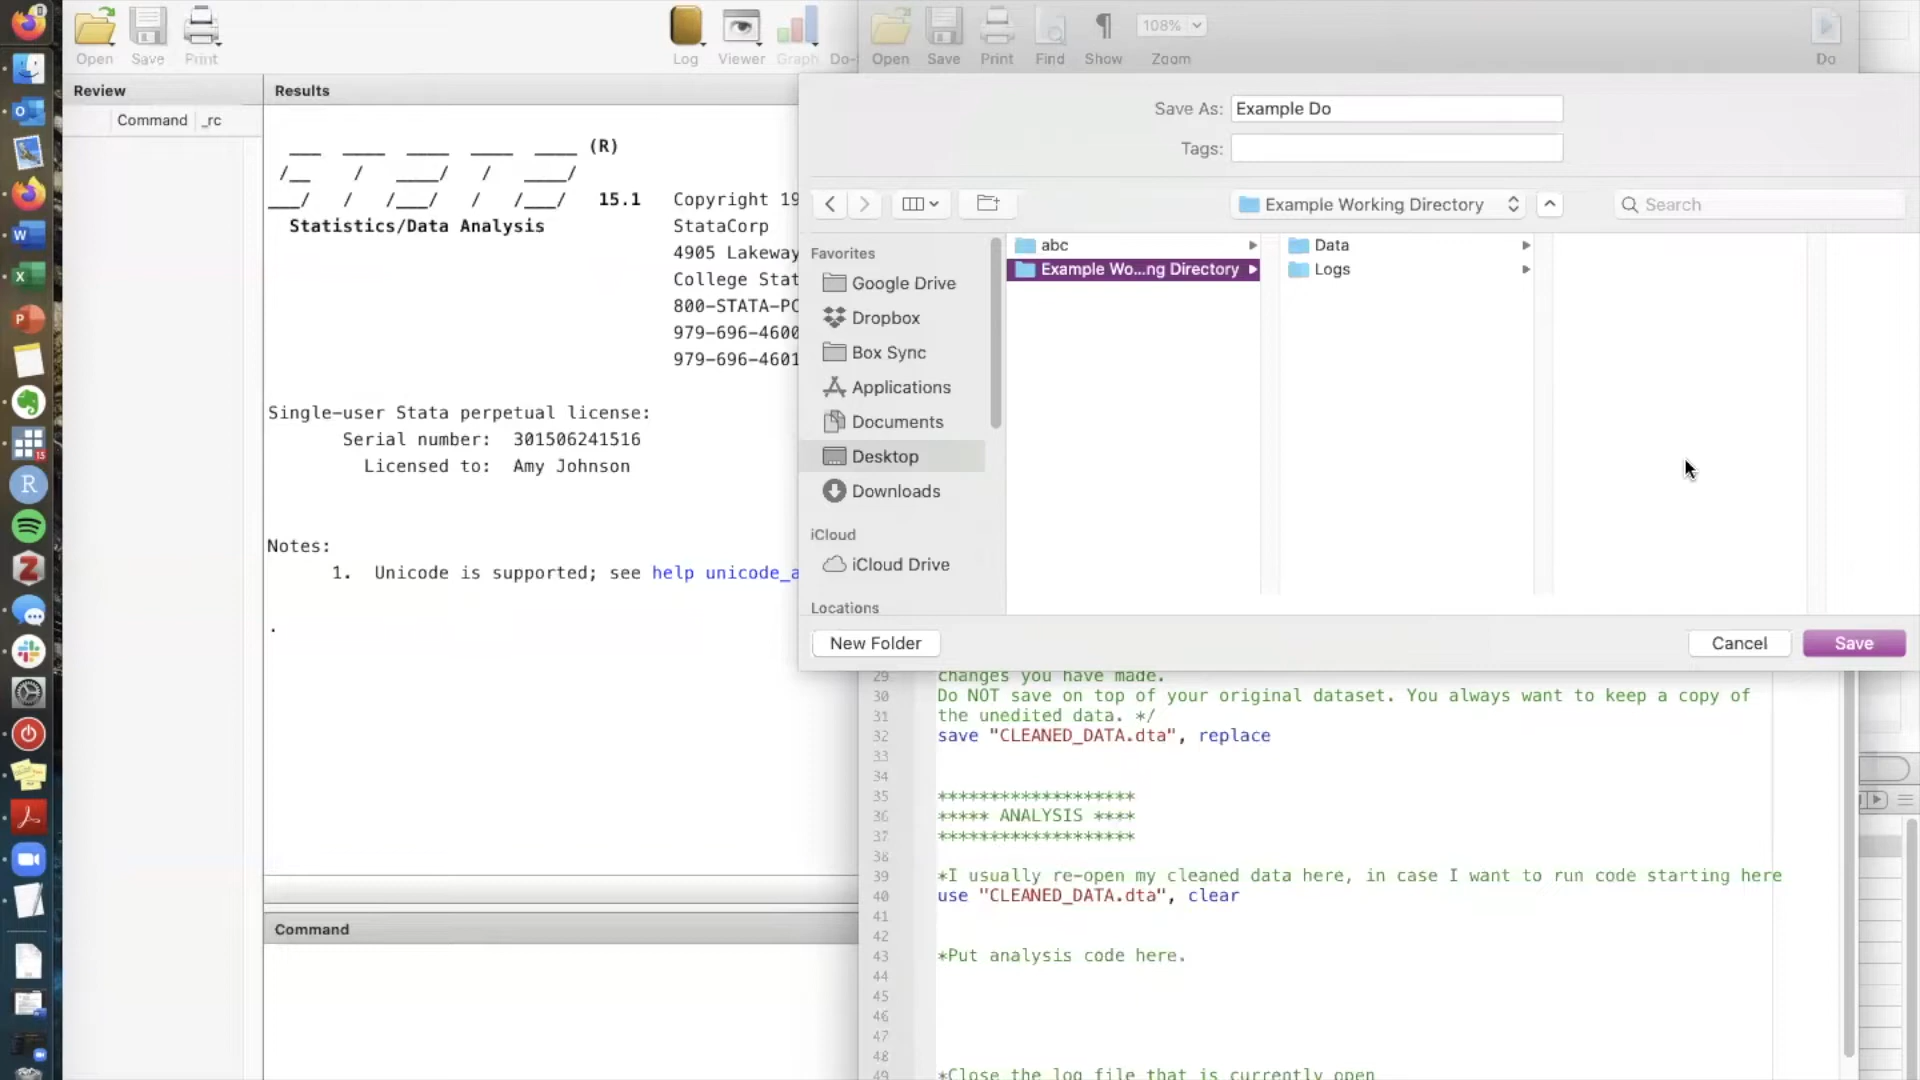 Open
Save
Print
Log
Viewer
Graph
Do-
Open
Save
Print
Find
Show
108%
Zoom
Do
Review
Command
_rc
Results
(R)
15.1 Copyright 19
Statistics/Data Analysis StataCorp
4905 Lakeway
College Stat
800-STATA-PC
979-696-4600
979-696-4601
Single-user Stata perpetual license:
Serial number: 301506241516
Licensed to: Amy Johnson
Notes:
1. Unicode is supported; see help unicode_a
.
Command
Save As: Example Do
Tags:
Example Working Directory
Search
Favorites
Google Drive
Dropbox
Box Sync
Applications
Documents
Desktop
Downloads
iCloud
iCloud Drive
Locations
abc
Example Wo...ng Directory
Data
Logs
New Folder
Cancel
Save
29 changes you have made.
30 Do NOT save on top of your original dataset. You always want to keep a copy of
31 the unedited data. */
32 save "CLEANED_DATA.dta", replace
33
34
35 *******************
36 ***** ANALYSIS ****
37 *******************
38
39 *I usually re-open my cleaned data here, in case I want to run code starting here
40 use "CLEANED_DATA.dta", clear
41
42
43 *Put analysis code here.
44
45
46
47
48
49 *Close the log file that is currently open